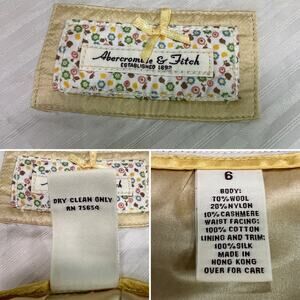 Abercrombie & Fitch
ESTABLISHED 1892
DRY CLEAN ONLY
RN 75654
6
BODY:
70% WOOL
20% NYLON
10% CASHMERE
WAIST FACING:
100% COTTON
LINING AND TRIM:
100% SILK
MADE IN
HONG KONG
OVER FOR CARE